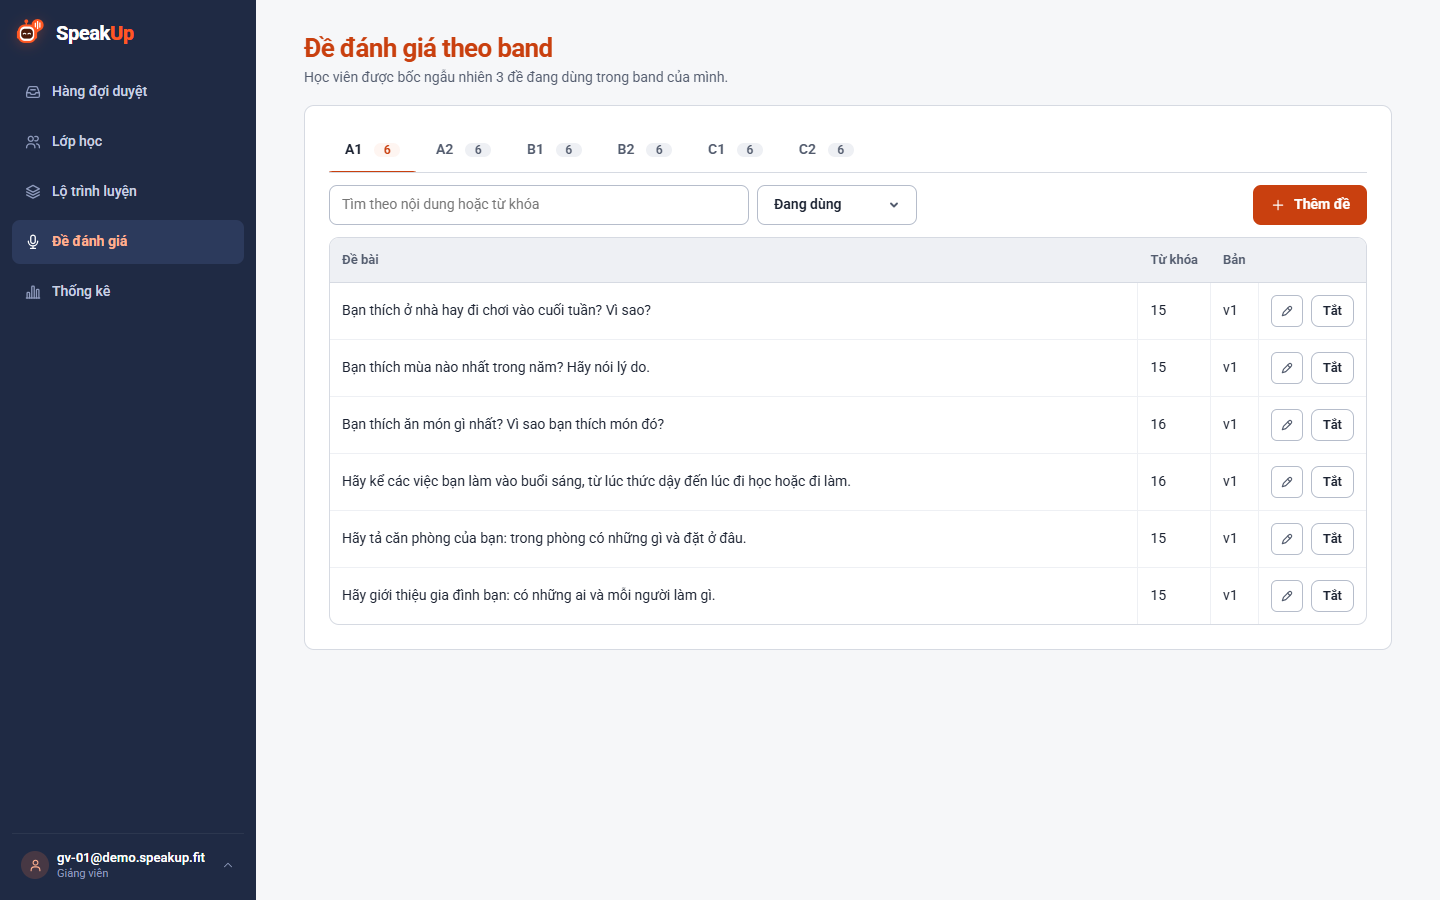 SpeakUp
Hàng đợi duyệt
Lớp học
Lộ trình luyện
Đề đánh giá
Thống kê
gv-01@demo.speakup.fit
Giảng viên
Đề đánh giá theo band
Học viên được bốc ngẫu nhiên 3 đề đang dùng trong band của mình.
A1 6 A2 6 B1 6 B2 6 C1 6 C2 6
Tìm theo nội dung hoặc từ khóa Đang dùng + Thêm đề
Đề bài Từ khóa Bản
Bạn thích ở nhà hay đi chơi vào cuối tuần? Vì sao? 15 v1 Tắt
Bạn thích mùa nào nhất trong năm? Hãy nói lý do. 15 v1 Tắt
Bạn thích ăn món gì nhất? Vì sao bạn thích món đó? 16 v1 Tắt
Hãy kể các việc bạn làm vào buổi sáng, từ lúc thức dậy đến lúc đi học hoặc đi làm. 16 v1 Tắt
Hãy tả căn phòng của bạn: trong phòng có những gì và đặt ở đâu. 15 v1 Tắt
Hãy giới thiệu gia đình bạn: có những ai và mỗi người làm gì. 15 v1 Tắt